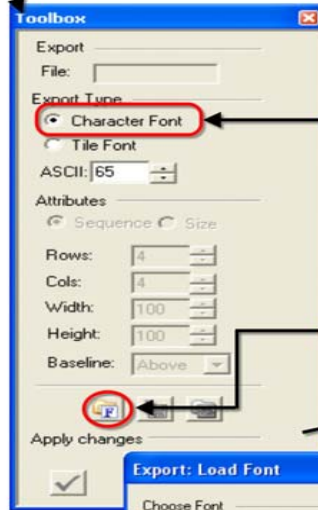 Toolbox
Export
File:
Export Type
Character Font
Tile Font
ASCII: 65
Attributes
Sequence Size
Rows: 4
Cols: 4
Width: 100
Height: 100
Baseline: Above
F
Apply changes
Export: Load Font
Choose Font